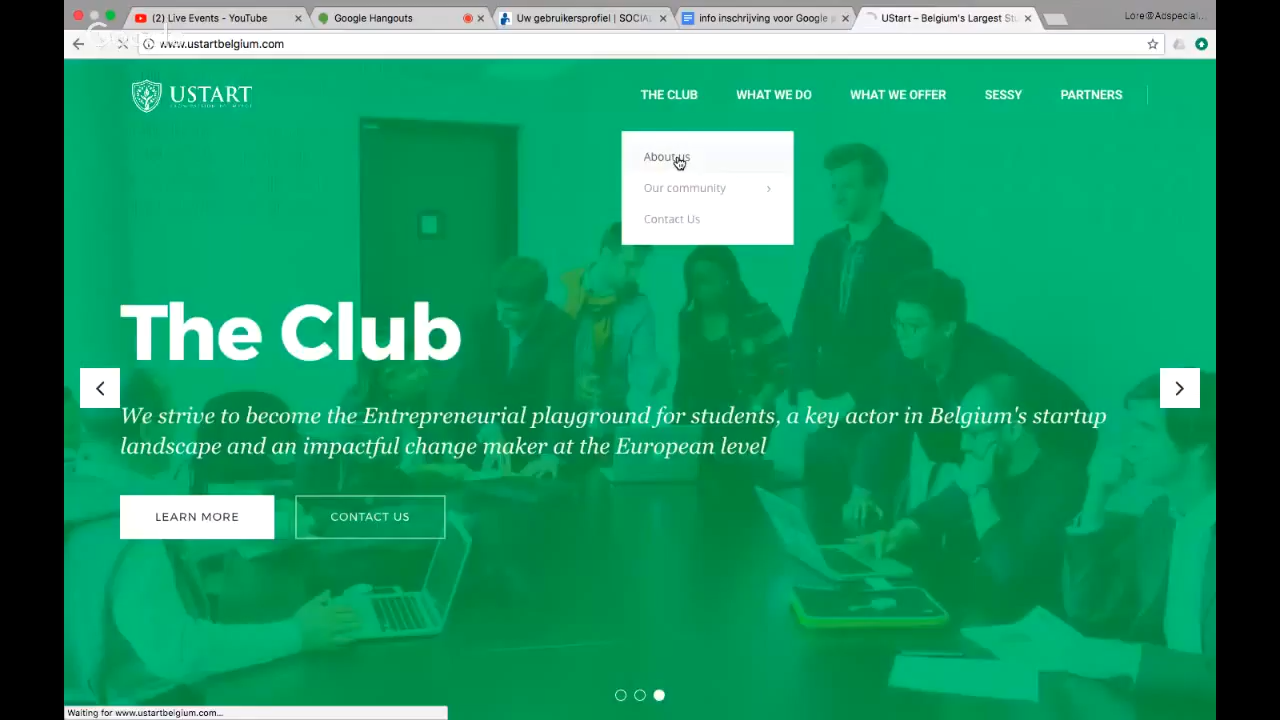 (2) Live Events - YouTube
Google Hangouts
Uw gebruikersprofiel | SOCIAL
info inschrijving voor Google
UStart – Belgium's Largest St
Lore@Adspecial...
www.ustartbelgium.com
USTART
THE CLUB
WHAT WE DO
WHAT WE OFFER
SESSY
PARTNERS
About us
Our community
Contact Us
The Club
We strive to become the Entrepreneurial playground for students, a key actor in Belgium's startup
landscape and an impactful change maker at the European level
LEARN MORE
CONTACT US
Waiting for www.ustartbelgium.com...